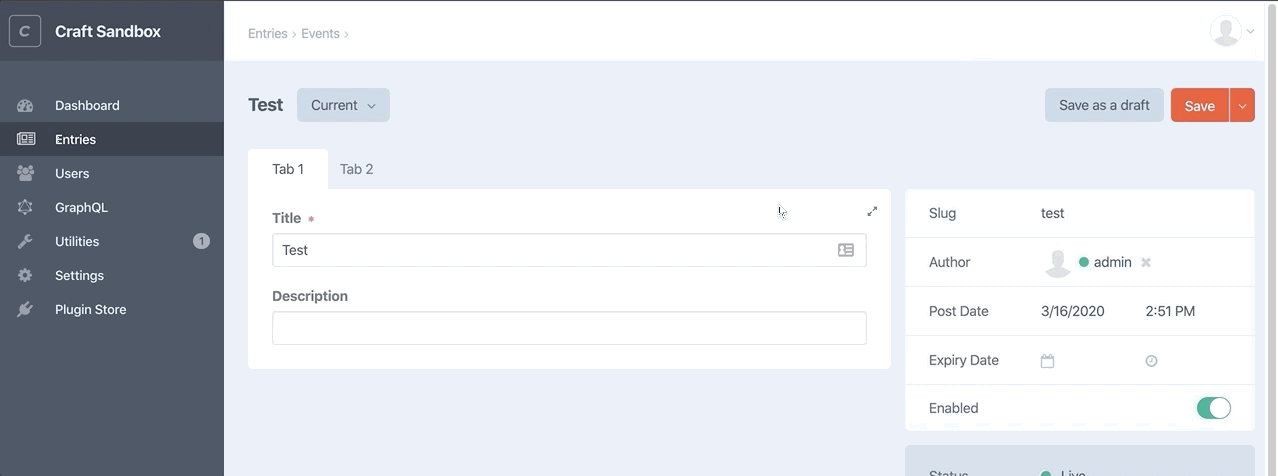 C Craft Sandbox
Entries › Events ›
Dashboard
Entries
Users
GraphQL
Utilities 1
Settings
Plugin Store
Test Current Save as a draft Save
Tab 1 Tab 2
Title *
Test
Description
Slug test
Author admin
Post Date 3/16/2020 2:51 PM
Expiry Date
Enabled
Status Live